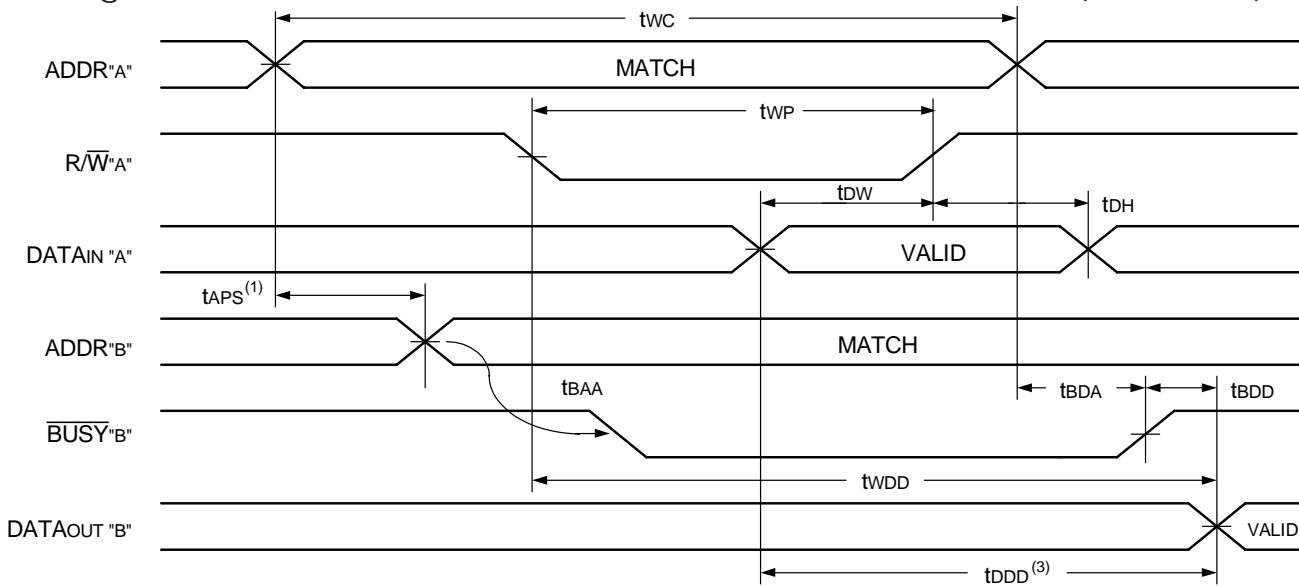 tWC
ADDR"A"
MATCH
tWP
R/W"A"
tDW
tDH
DATAIN "A"
VALID
tAPS(1)
ADDR"B"
MATCH
tBAA
tBDA
tBDD
BUSY"B"
tWDD
DATAOUT "B"
VALID
tDDD(3)